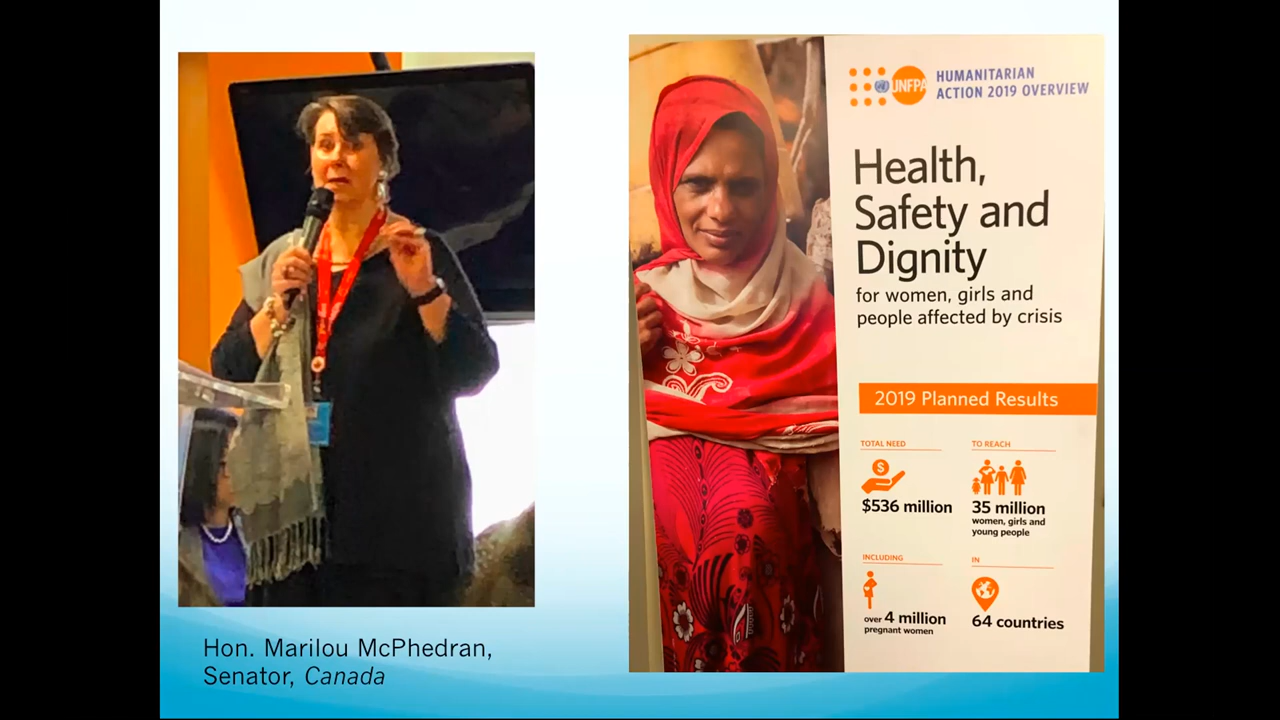 Hon. Marilou McPhedran,
Senator, Canada
UNFPA
HUMANITARIAN
ACTION 2019 OVERVIEW
Health,
Safety and
Dignity
for women, girls and
people affected by crisis
2019 Planned Results
TOTAL NEED
$
$536 million
TO REACH
35 million
women, girls and
young people
INCLUDING
over 4 million
pregnant women
IN
64 countries